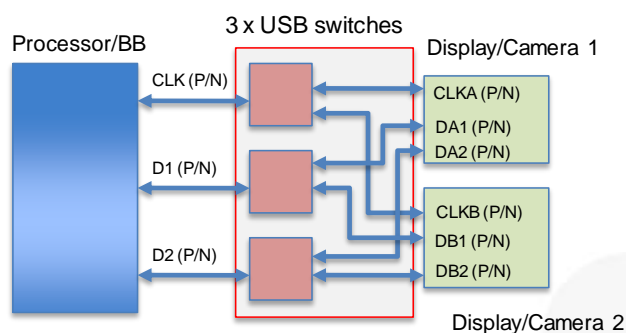 3 x USB switches
Processor/BB
Display/Camera 1
CLK (P/N)
CLKA (P/N)
DA1 (P/N)
DA2 (P/N)
D1 (P/N)
CLKB (P/N)
DB1 (P/N)
D2 (P/N)
DB2 (P/N)
Display/Camera 2